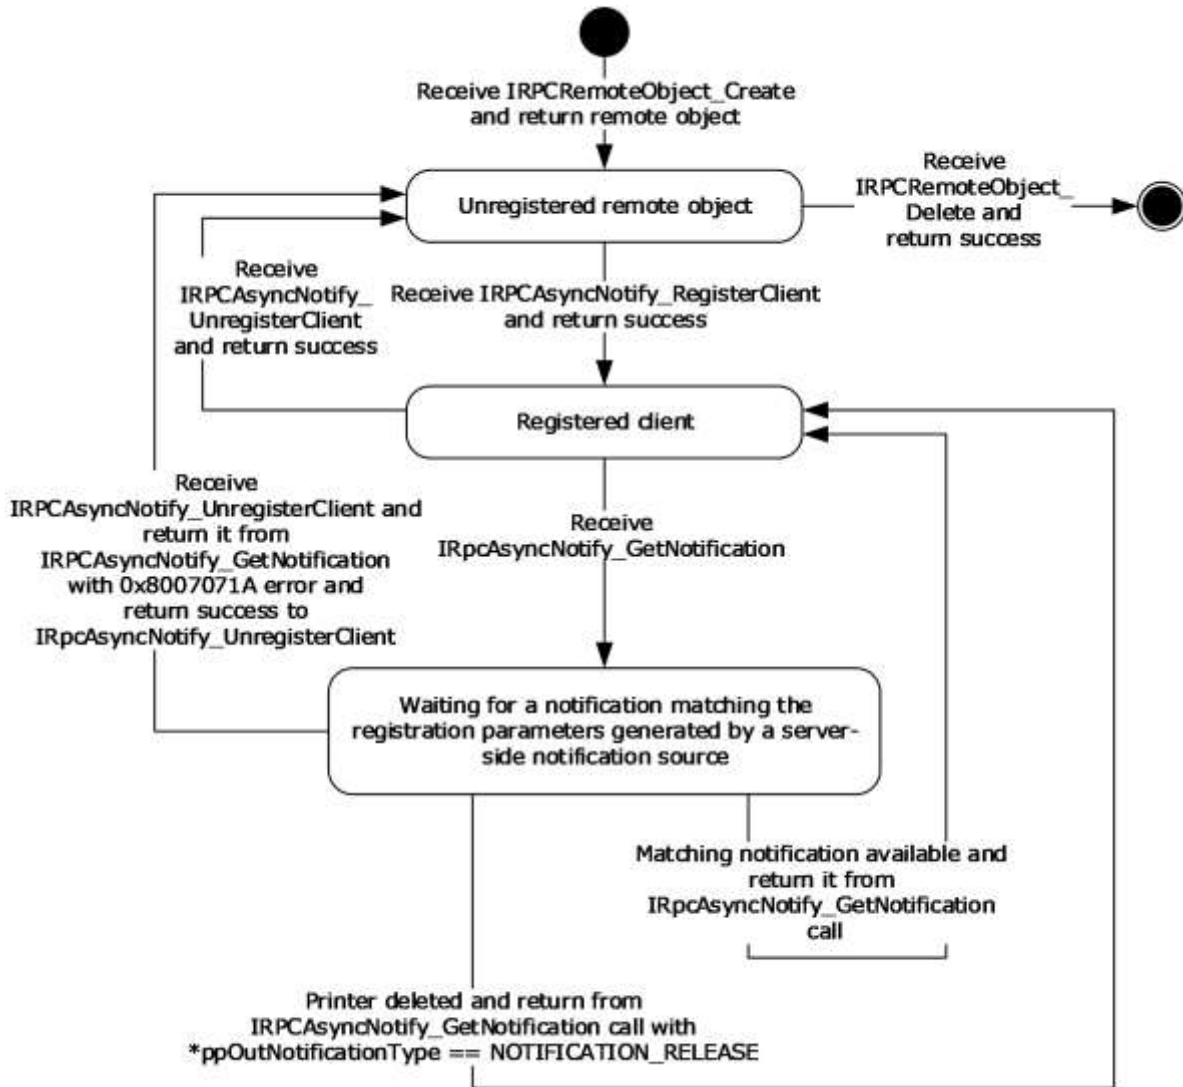 Receive IRPCRemoteObject_Create
and return remote object
Receive
IRPCRemoteObject_
Delete and
return success
Unregistered remote object
Receive
IRPCAsyncNotify_
UnregisterClient
and return success
Receive IRPCAsyncNotify_RegisterClient
and return success
Registered client
Receive
IRPCAsyncNotify_UnregisterClient and
return it from
IRPCAsyncNotify_GetNotification
with 0x8007071A error and
return success to
IRpcAsyncNotify_UnregisterClient
Receive
IRpcAsyncNotify_GetNotification
Waiting for a notification matching the
registration parameters generated by a server-
side notification source
Matching notification available and
return it from
IRpcAsyncNotify_GetNotification
call
Printer deleted and return from
IRPCAsyncNotify_GetNotification call with
*ppOutNotificationType == NOTIFICATION_RELEASE